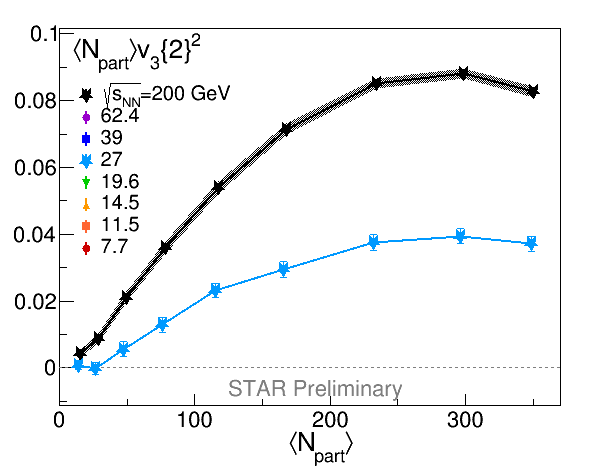 ⟨N_part⟩v_3{2}^2
√s_NN=200 GeV
62.4
39
27
19.6
14.5
11.5
7.7
0.1
0.08
0.06
0.04
0.02
0
STAR Preliminary
0 100 200 300
⟨N_part⟩